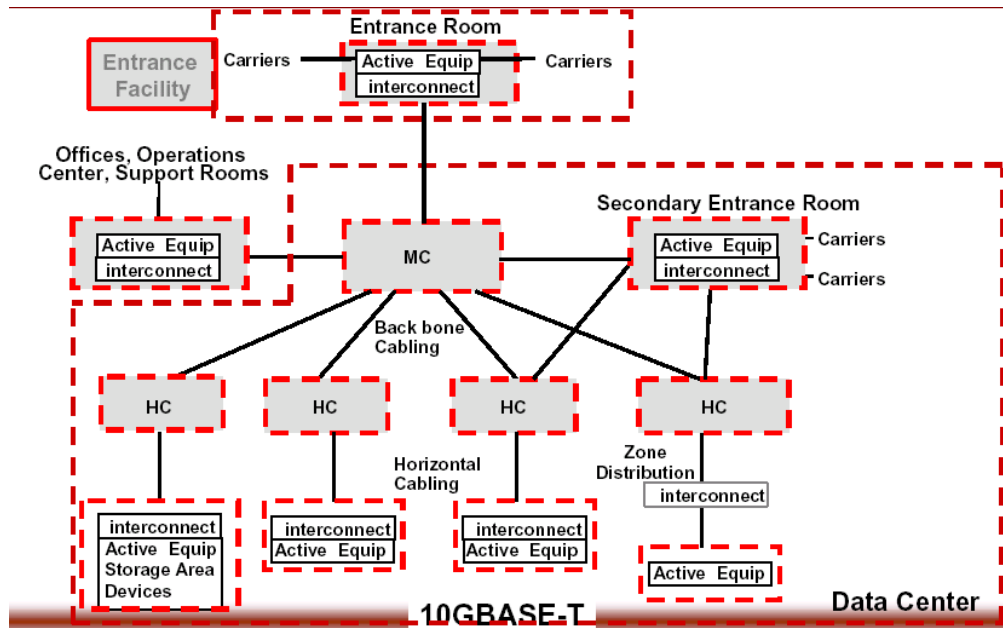 Entrance Room
Entrance
Facility
Carriers
Active Equip
interconnect
Carriers
Offices, Operations
Center, Support Rooms
Active Equip
interconnect
MC
Secondary Entrance Room
Active Equip
interconnect
Carriers
Carriers
Back bone
Cabling
HC
HC
HC
HC
Horizontal
Cabling
Zone
Distribution
interconnect
interconnect
Active Equip
Storage Area
Devices
interconnect
Active Equip
interconnect
Active Equip
Active Equip
10GBASE-T
Data Center